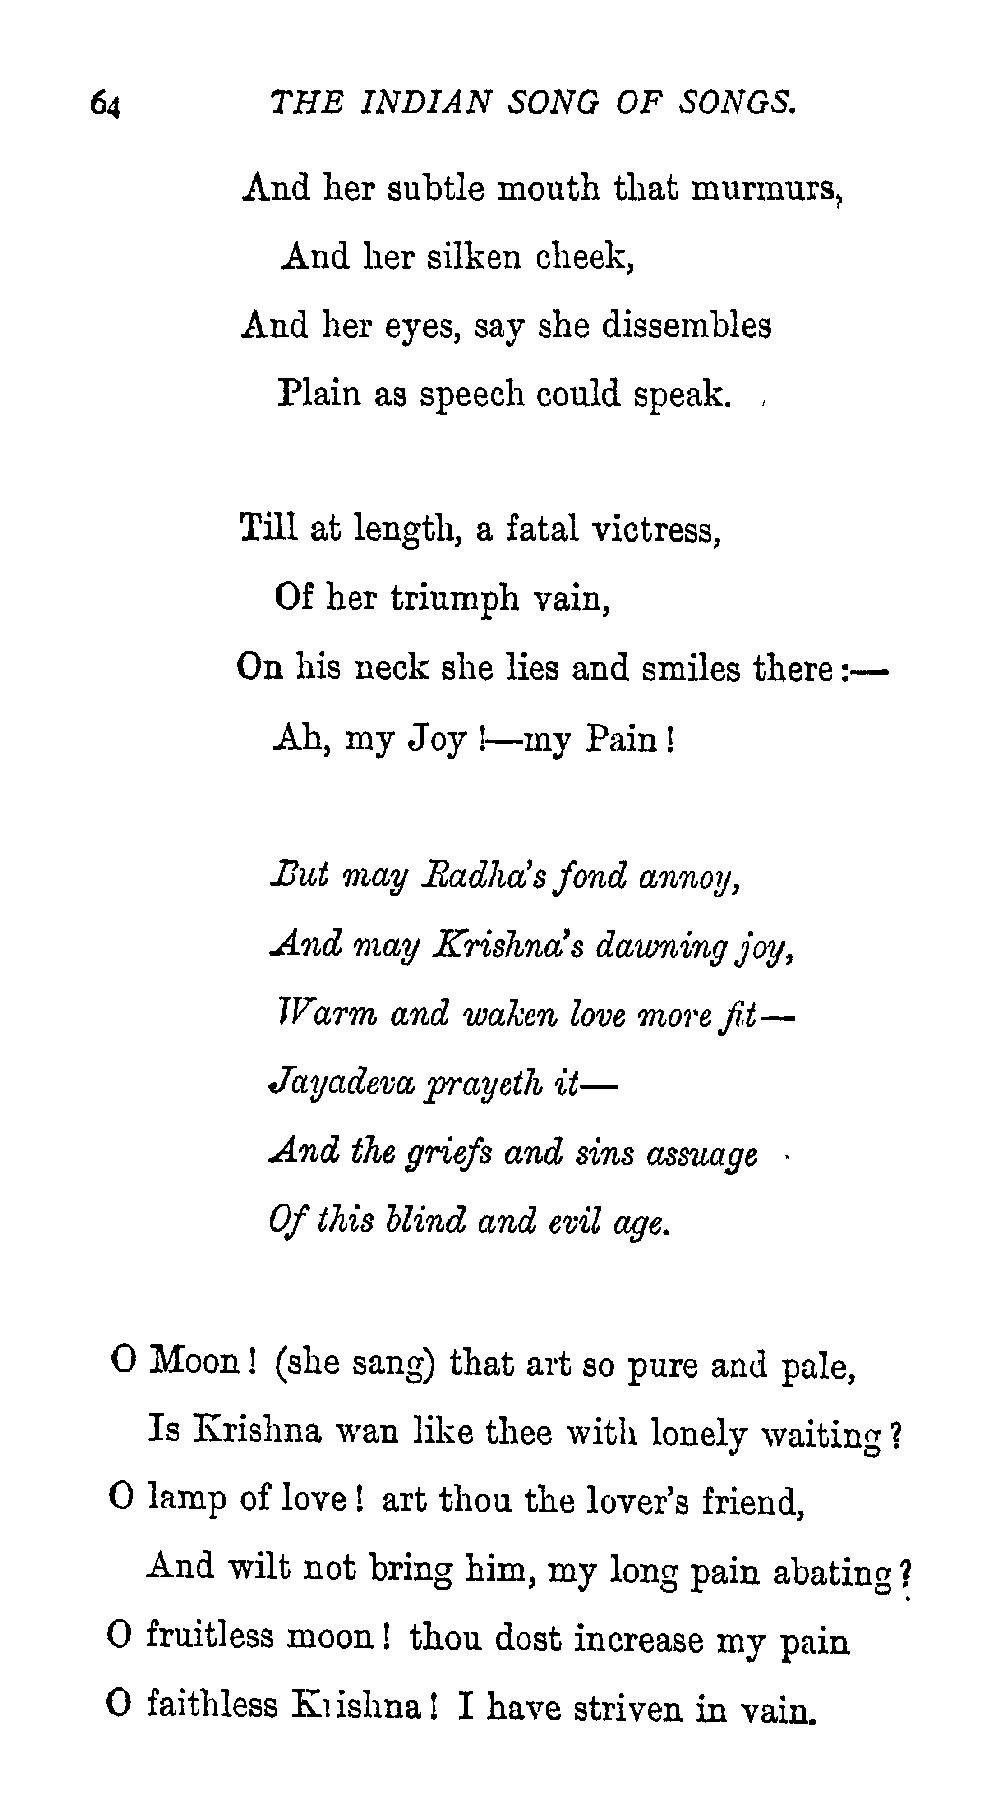 64 THE INDIAN SONG OF SONGS.
And her subtle mouth that murmurs,
And her silken cheek,
And her eyes, say she dissembles
Plain as speech could speak.
Till at length, a fatal victress,
Of her triumph vain,
On his neck she lies and smiles there:—
Ah, my Joy!—my Pain!
But may Radha's fond annoy,
And may Krishna's dawning joy,
Warm and waken love more fit—
Jayadeva prayeth it—
And the griefs and sins assuage
Of this blind and evil age.
O Moon! (she sang) that art so pure and pale,
Is Krishna wan like thee with lonely waiting?
O lamp of love! art thou the lover's friend,
And wilt not bring him, my long pain abating?
O fruitless moon! thou dost increase my pain
O faithless Krishna! I have striven in vain.